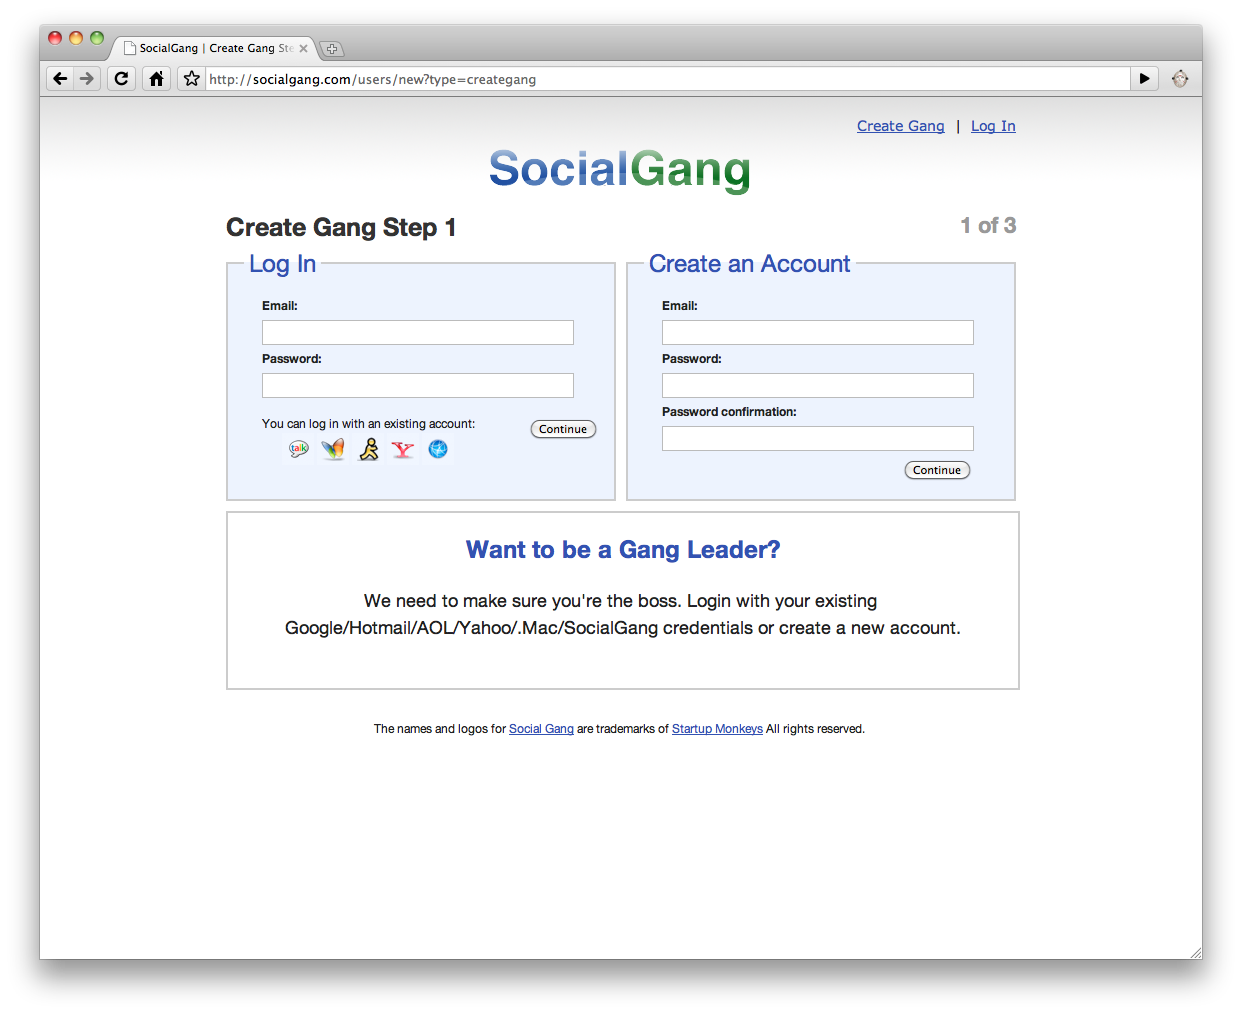 SocialGang | Create Gang Ste
http://socialgang.com/users/new?type=creategang
Create Gang | Log In
SocialGang
Create Gang Step 1
1 of 3
Log In
Email:
Password:
You can log in with an existing account:
talk
Continue
Create an Account
Email:
Password:
Password confirmation:
Continue
Want to be a Gang Leader?
We need to make sure you're the boss. Login with your existing
Google/Hotmail/AOL/Yahoo/.Mac/SocialGang credentials or create a new account.
The names and logos for Social Gang are trademarks of Startup Monkeys All rights reserved.